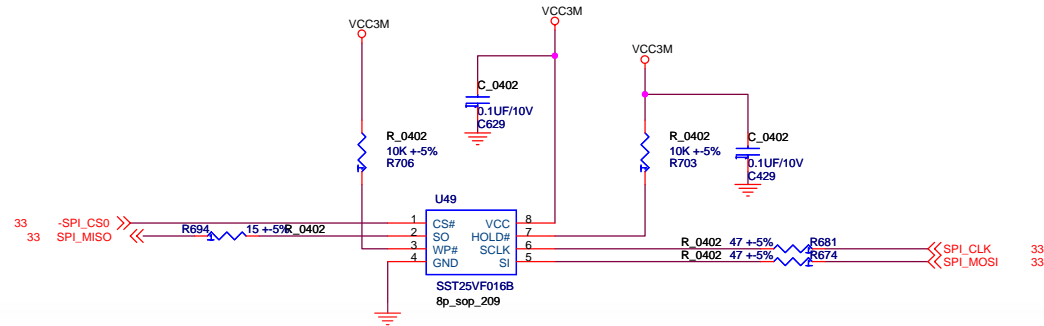 VCC3M
VCC3M
VCC3M
C_0402
0.1UF/10V
C629
R_0402
10K +-5%
R706
R_0402
10K +-5%
R703
C_0402
0.1UF/10V
C429
U49
33 -SPI_CS0 1 CS# VCC 8
33 SPI_MISO R694 1 15 +-5% R_0402 2 SO HOLD# 7
3 WP# SCLK 6 R_0402 47 +-5% 1 R681 SPI_CLK 33
4 GND SI 5 R_0402 47 +-5% 1 R674 SPI_MOSI 33
SST25VF016B
8p_sop_209